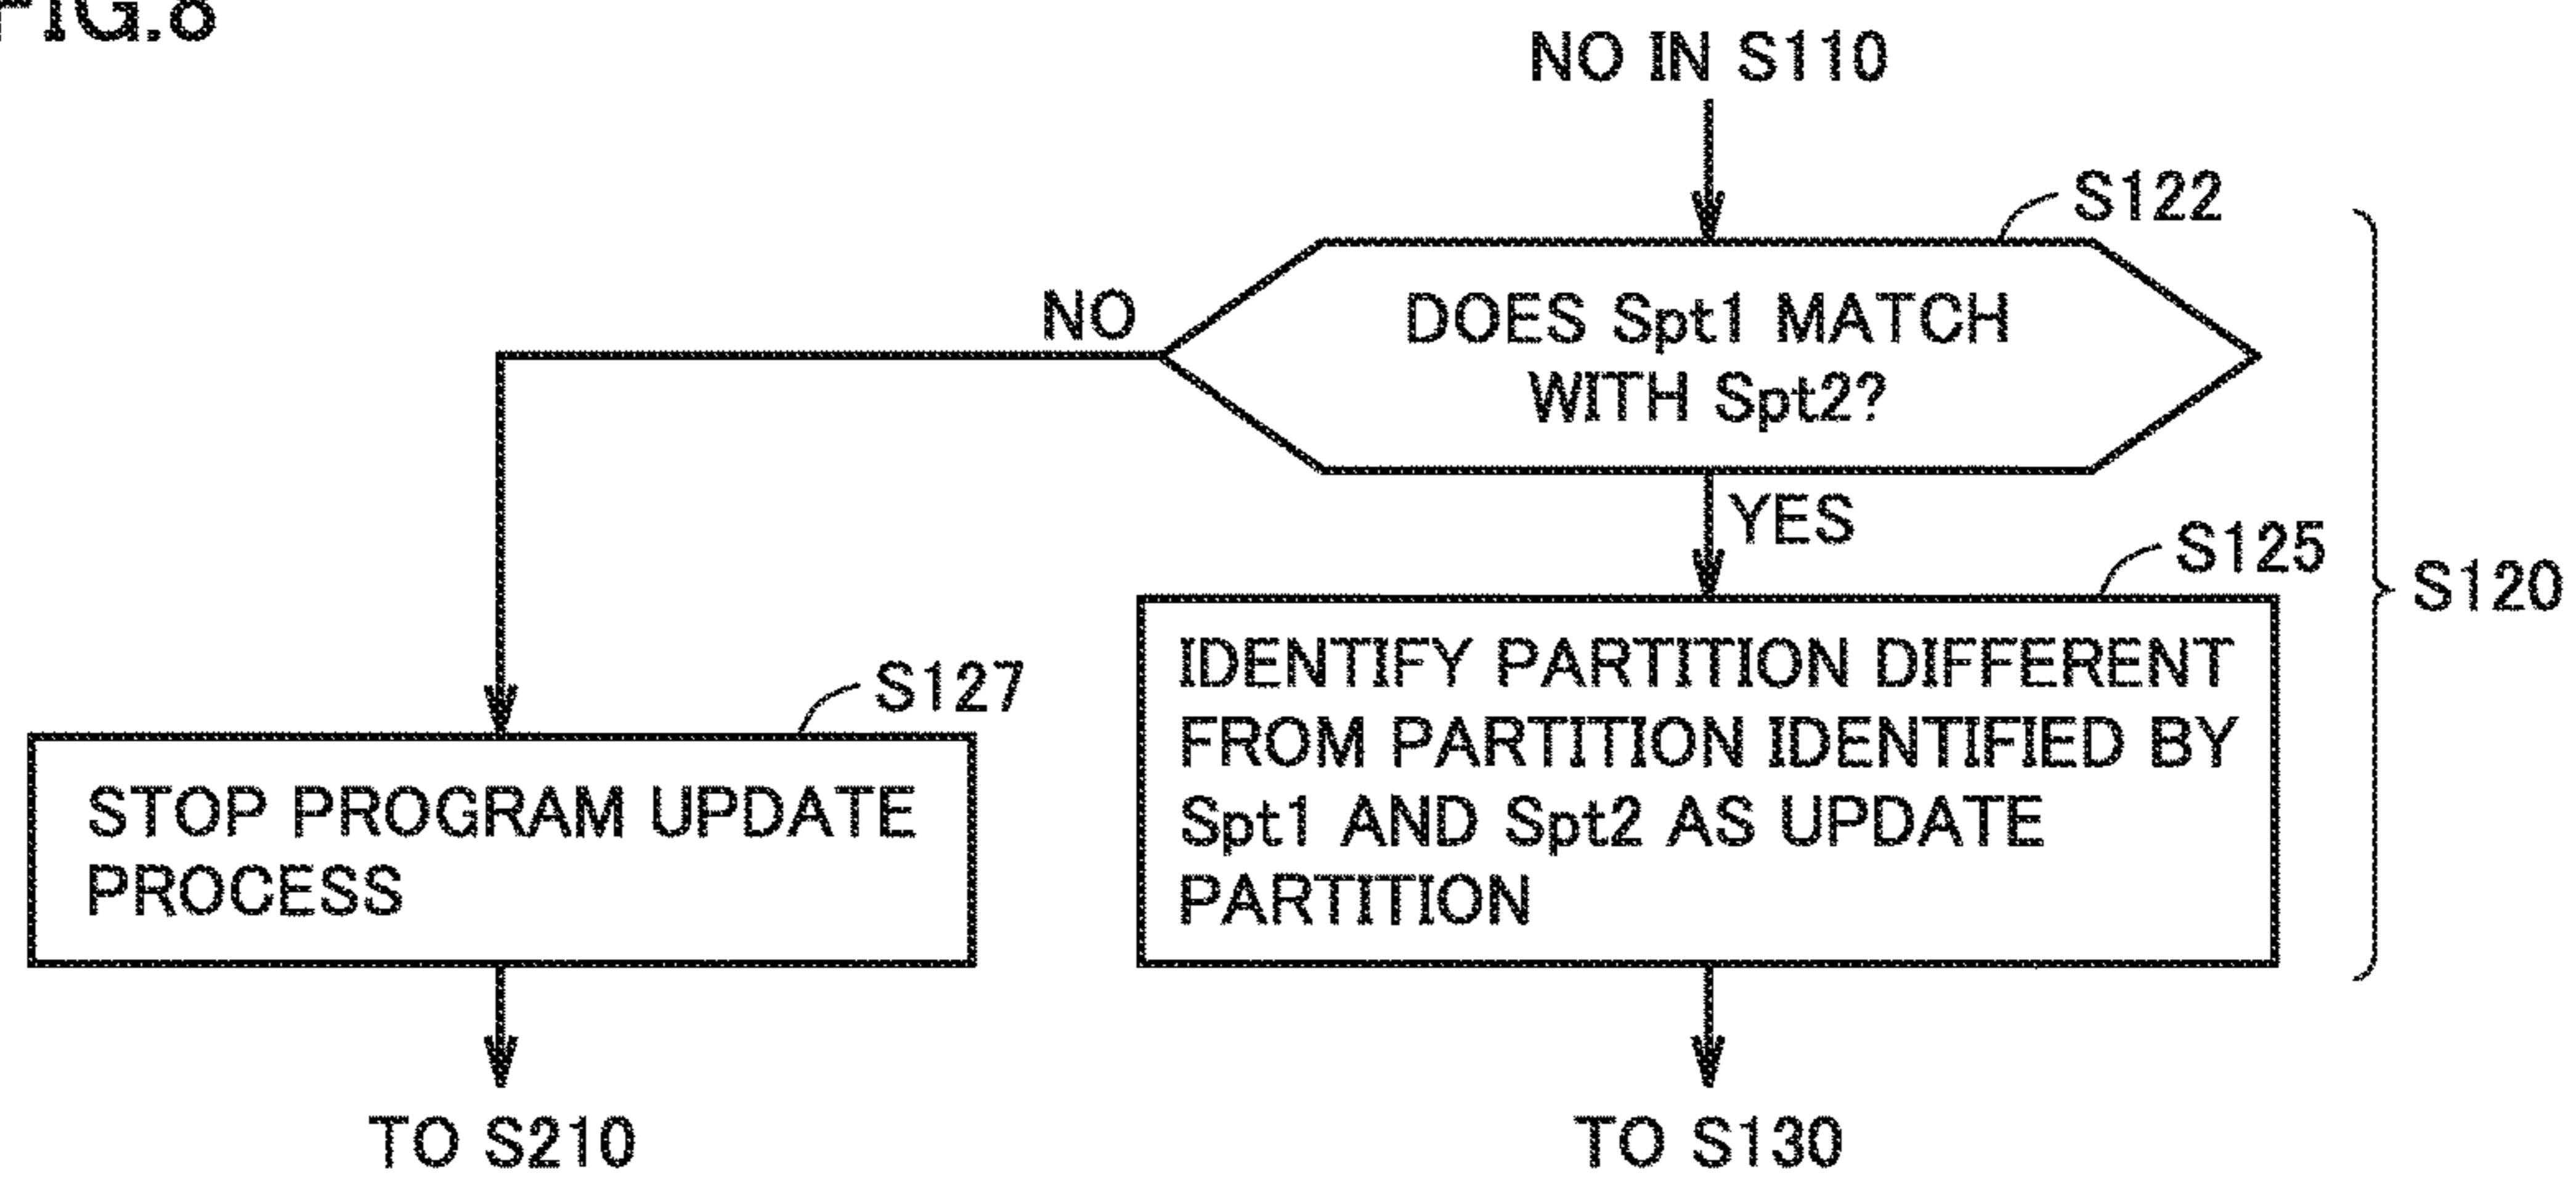 FIG.8
NO IN S110
S122
NO
DOES Spt1 MATCH
WITH Spt2?
YES
S125
S120
IDENTIFY PARTITION DIFFERENT
FROM PARTITION IDENTIFIED BY
Spt1 AND Spt2 AS UPDATE
PARTITION
S127
STOP PROGRAM UPDATE
PROCESS
TO S210
TO S130